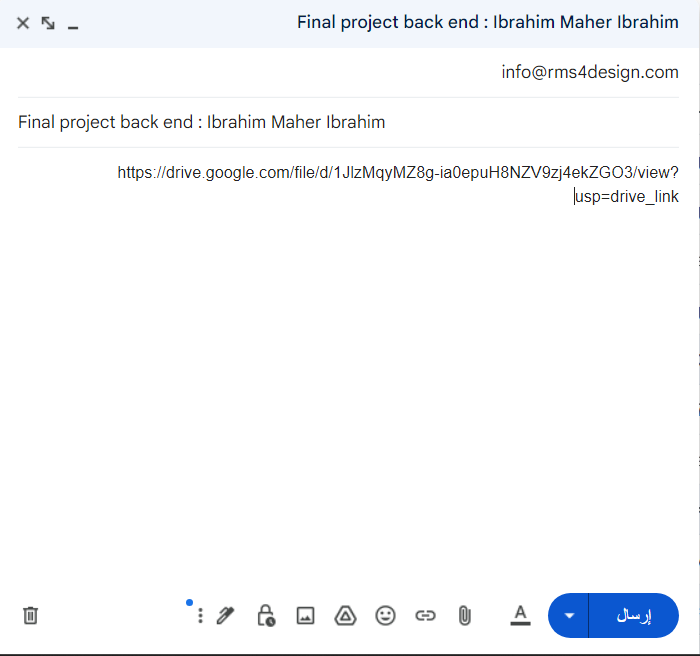 Final project back end : Ibrahim Maher Ibrahim
info@rms4design.com
Final project back end : Ibrahim Maher Ibrahim
https://drive.google.com/file/d/1JlzMqyMZ8g-ia0epuH8NZV9zj4ekZGO3/view?
usp=drive_link
A
إرسال